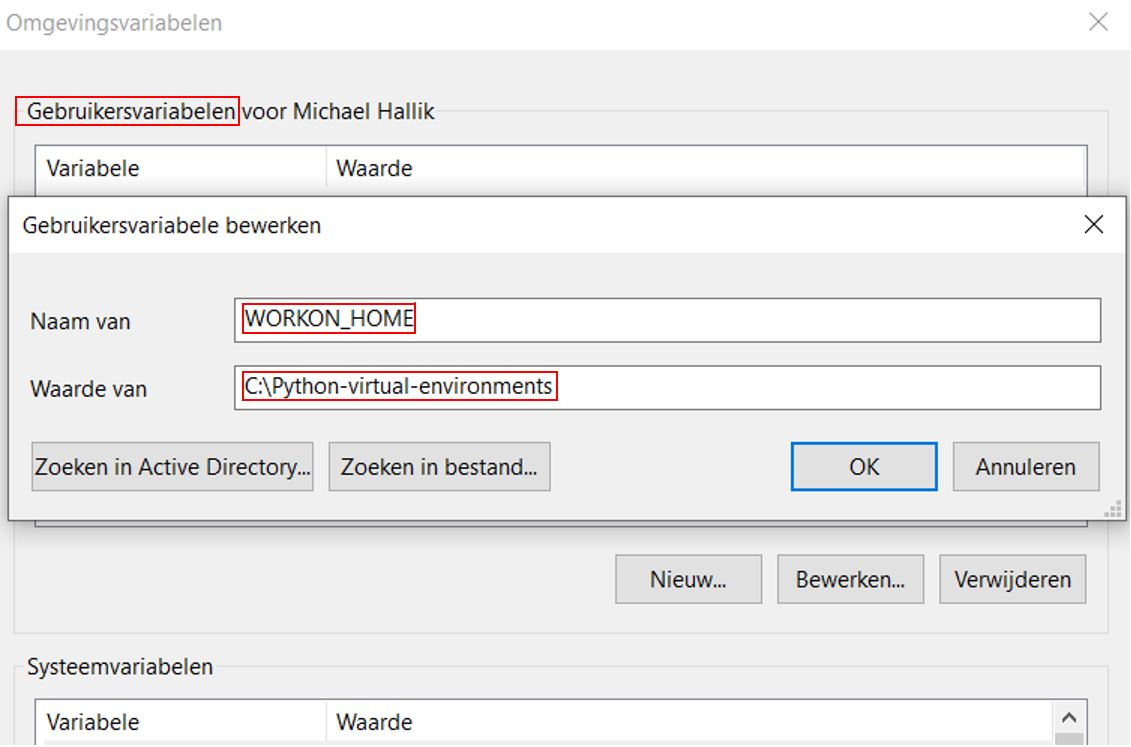 Omgevingsvariabelen
Gebruikersvariabelen voor Michael Hallik
Variabele Waarde
Gebruikersvariabele bewerken
Naam van WORKON_HOME
Waarde van C:\Python-virtual-environments
Zoeken in Active Directory... Zoeken in bestand... OK Annuleren
Nieuw... Bewerken... Verwijderen
Systeemvariabelen
Variabele Waarde